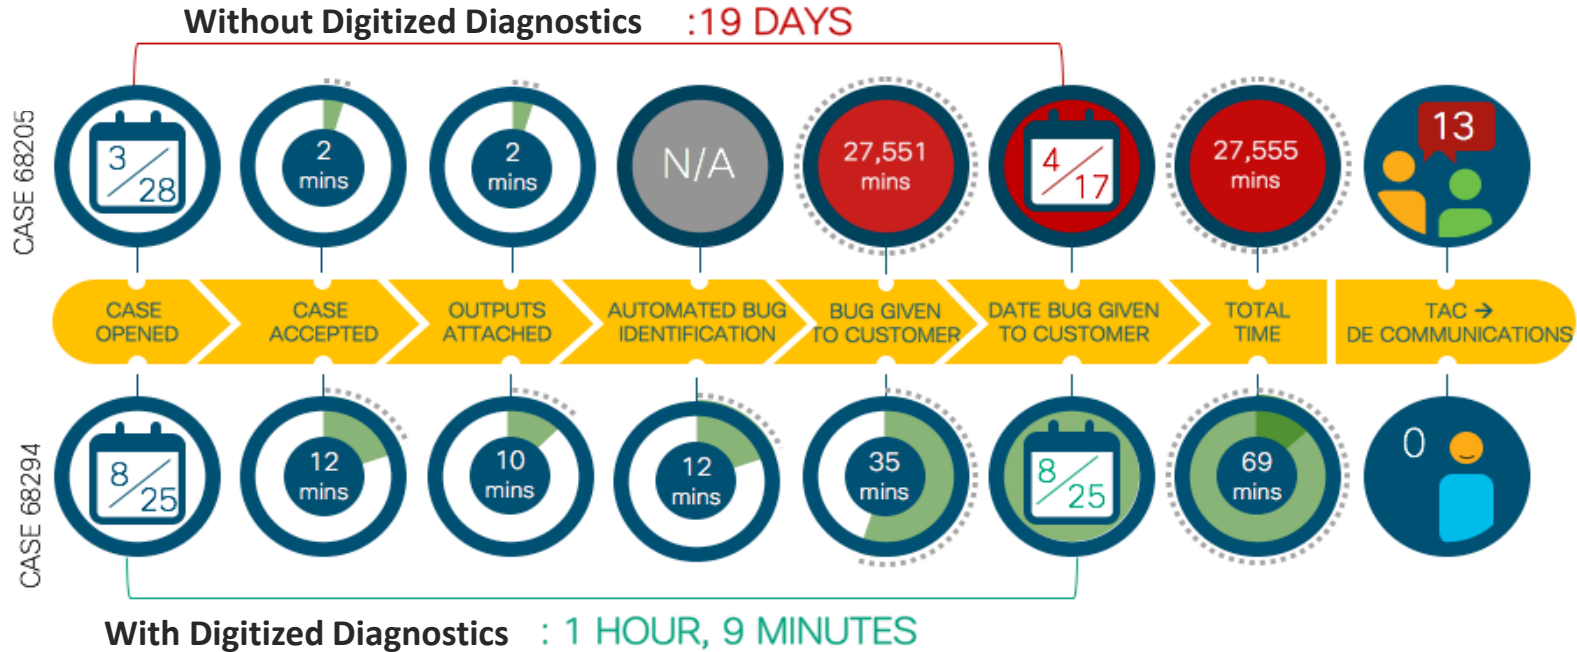 Without Digitized Diagnostics :19 DAYS
CASE 68205
3/28
2
mins
2
mins
N/A
27,551
mins
4/17
27,555
mins
13
CASE
OPENED
CASE
ACCEPTED
OUTPUTS
ATTACHED
AUTOMATED BUG
IDENTIFICATION
BUG GIVEN
TO CUSTOMER
DATE BUG GIVEN
TO CUSTOMER
TOTAL
TIME
TAC →
DE COMMUNICATIONS
CASE 68294
8/25
12
mins
10
mins
12
mins
35
mins
8/25
69
mins
0
With Digitized Diagnostics : 1 HOUR, 9 MINUTES